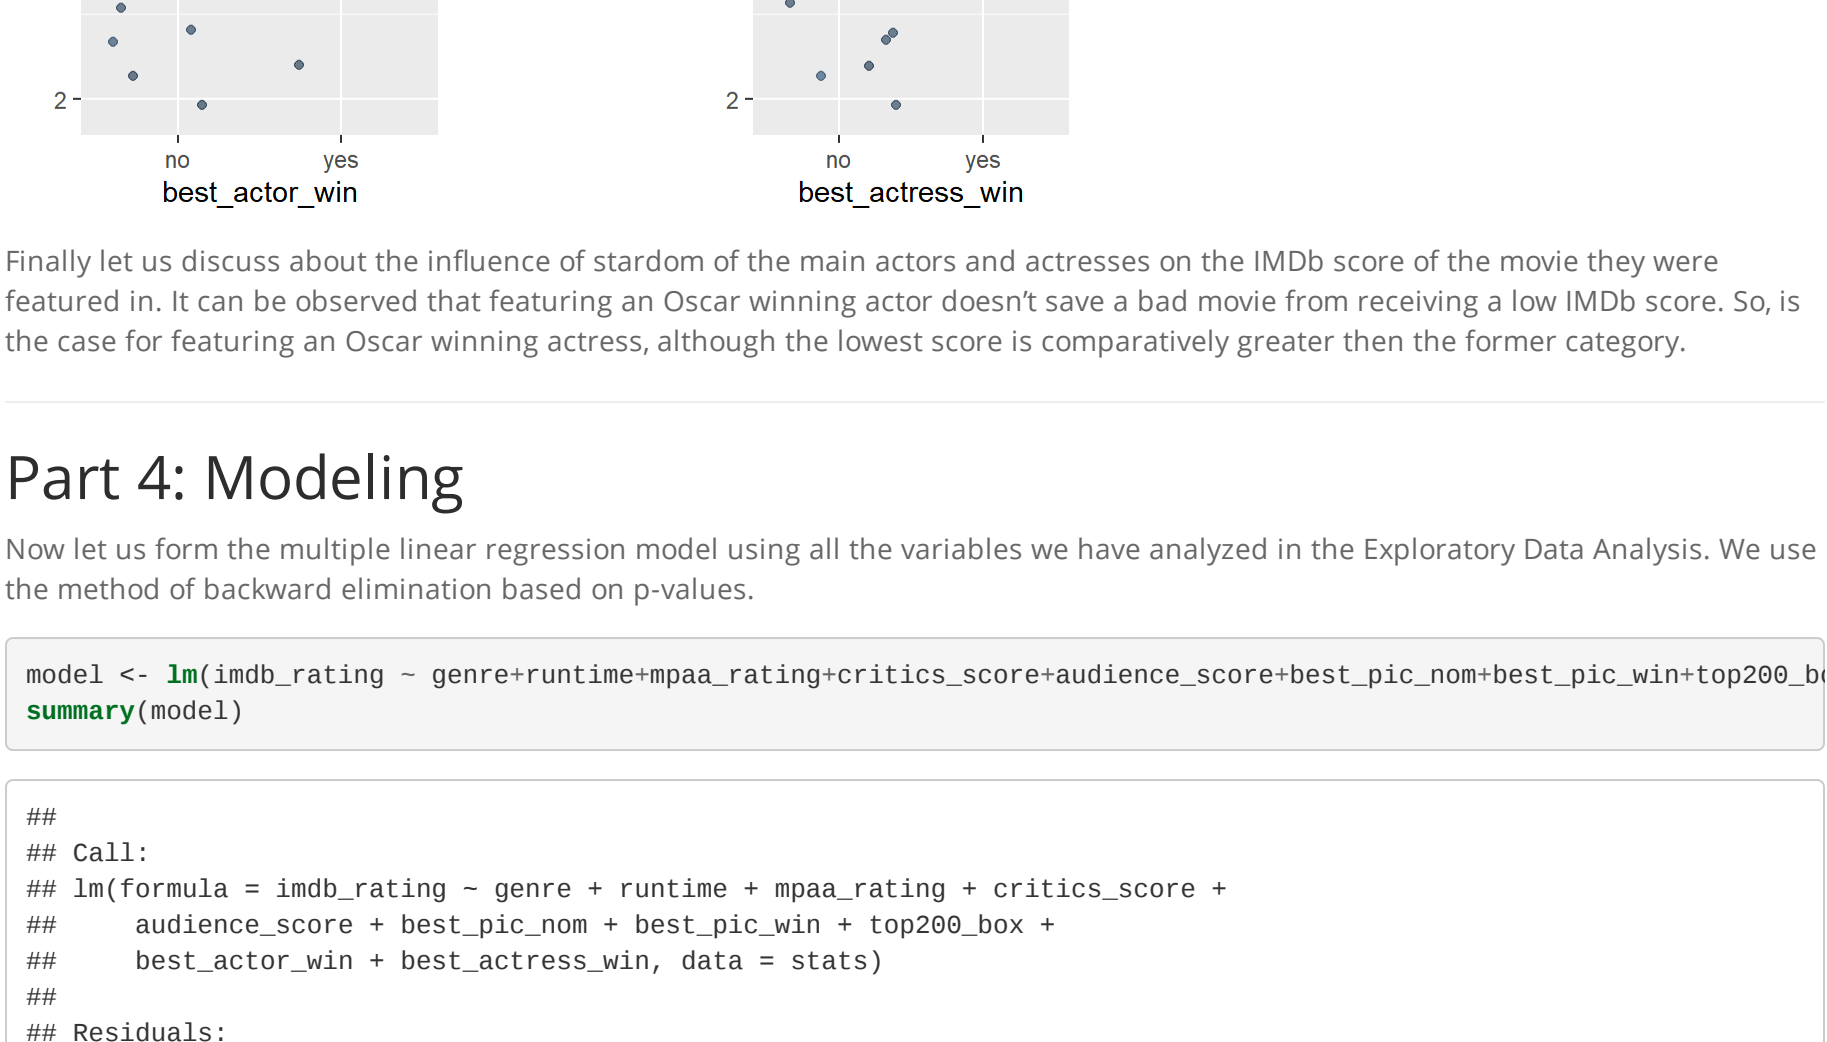 2
2
no yes
no yes
best_actor_win
best_actress_win
Finally let us discuss about the influence of stardom of the main actors and actresses on the IMDb score of the movie they were
featured in. It can be observed that featuring an Oscar winning actor doesn’t save a bad movie from receiving a low IMDb score. So, is
the case for featuring an Oscar winning actress, although the lowest score is comparatively greater then the former category.
Part 4: Modeling
Now let us form the multiple linear regression model using all the variables we have analyzed in the Exploratory Data Analysis. We use
the method of backward elimination based on p-values.
model <- lm(imdb_rating ~ genre+runtime+mpaa_rating+critics_score+audience_score+best_pic_nom+best_pic_win+top200_bo
summary(model)
##
## Call:
## lm(formula = imdb_rating ~ genre + runtime + mpaa_rating + critics_score +
##     audience_score + best_pic_nom + best_pic_win + top200_box +
##     best_actor_win + best_actress_win, data = stats)
##
## Residuals: